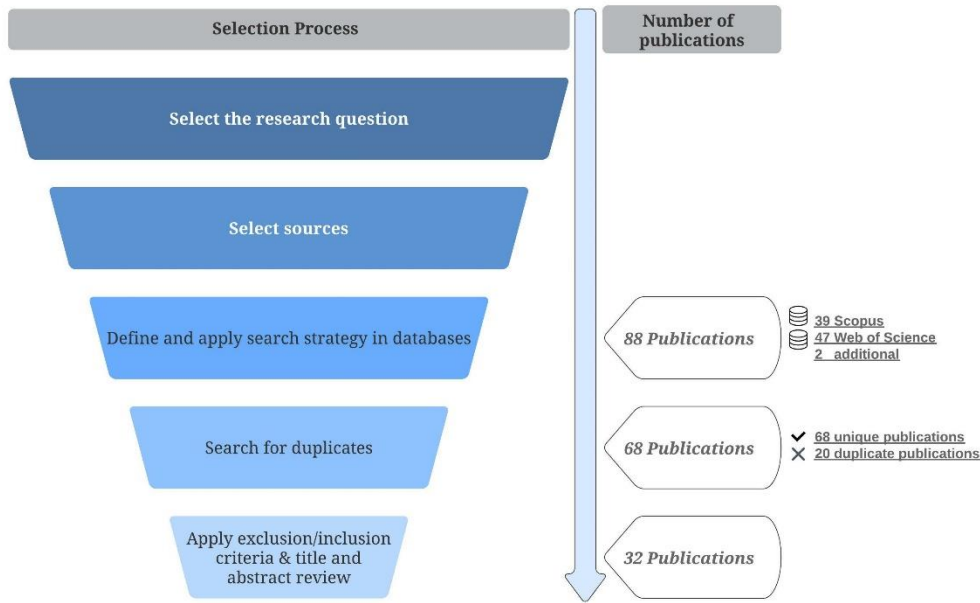 Selection Process
Number of
publications
Select the research question
Select sources
Define and apply search strategy in databases
88 Publications
39 Scopus
47 Web of Science
2 additional
Search for duplicates
68 Publications
68 unique publications
20 duplicate publications
Apply exclusion/inclusion
criteria & title and
abstract review
32 Publications